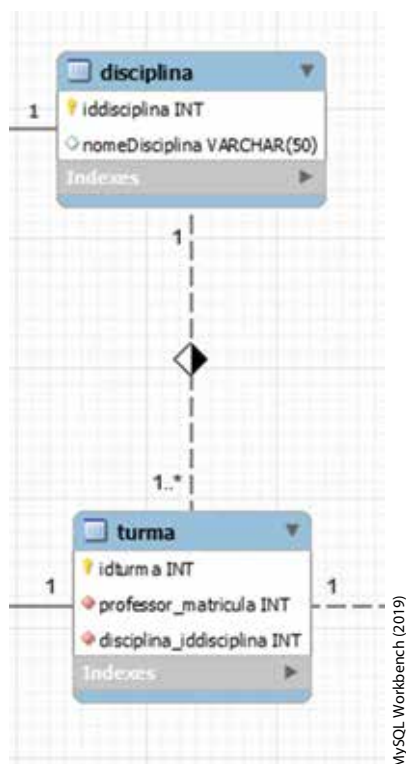 disciplina
1
iddisciplina INT
nomeDisciplina VARCHAR(50)
Indexes
1
1..*
turma
idturma INT
1
1
professor_matricula INT
disciplina_iddisciplina INT
Indexes
MySQL Workbench (2019)